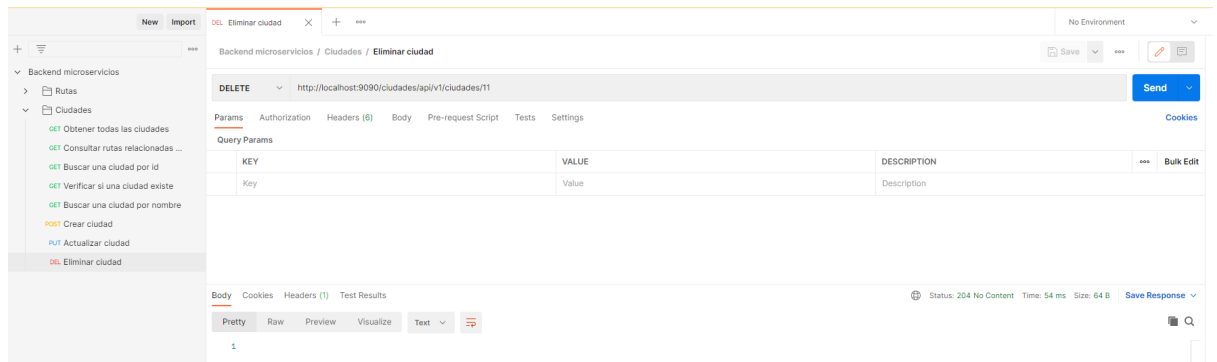 New Import DEL Eliminar ciudad
No Environment
Backend microservicios / Ciudades / Eliminar ciudad
Save
Backend microservicios
Rutas
Ciudades
GET Obtener todas las ciudades
GET Consultar rutas relacionadas ...
GET Buscar una ciudad por id
GET Verificar si una ciudad existe
GET Buscar una ciudad por nombre
POST Crear ciudad
PUT Actualizar ciudad
DEL Eliminar ciudad
DELETE http://localhost:9090/ciudades/api/v1/ciudades/11 Send
Params Authorization Headers (6) Body Pre-request Script Tests Settings Cookies
Query Params
KEY VALUE DESCRIPTION Bulk Edit
Key Value Description
Body Cookies Headers (1) Test Results Status: 204 No Content Time: 54 ms Size: 64 B Save Response
Pretty Raw Preview Visualize Text
1